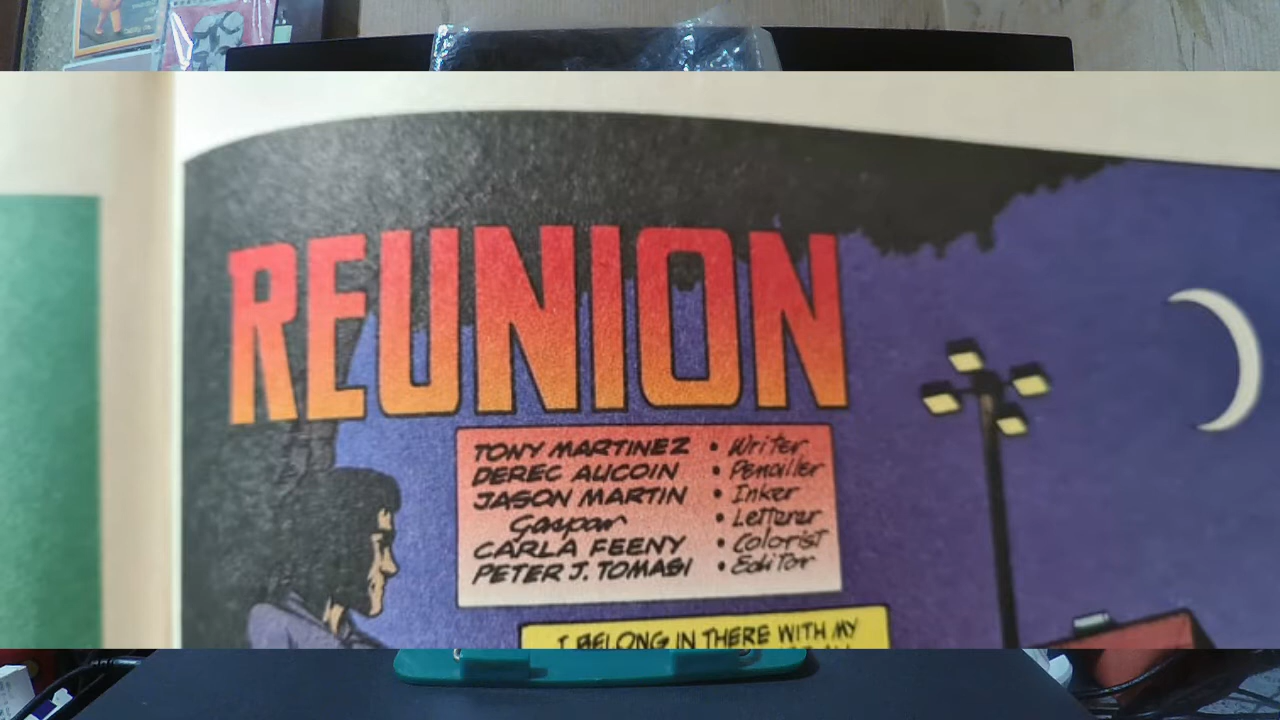 REUNION
TONY MARTINEZ • Writer
DEREC AUCOIN • Penciller
JASON MARTIN • Inker
Gaspar • Letterer
CARLA FEENY • Colorist
PETER J. TOMASI • Editor
I BELONG IN THERE WITH MY